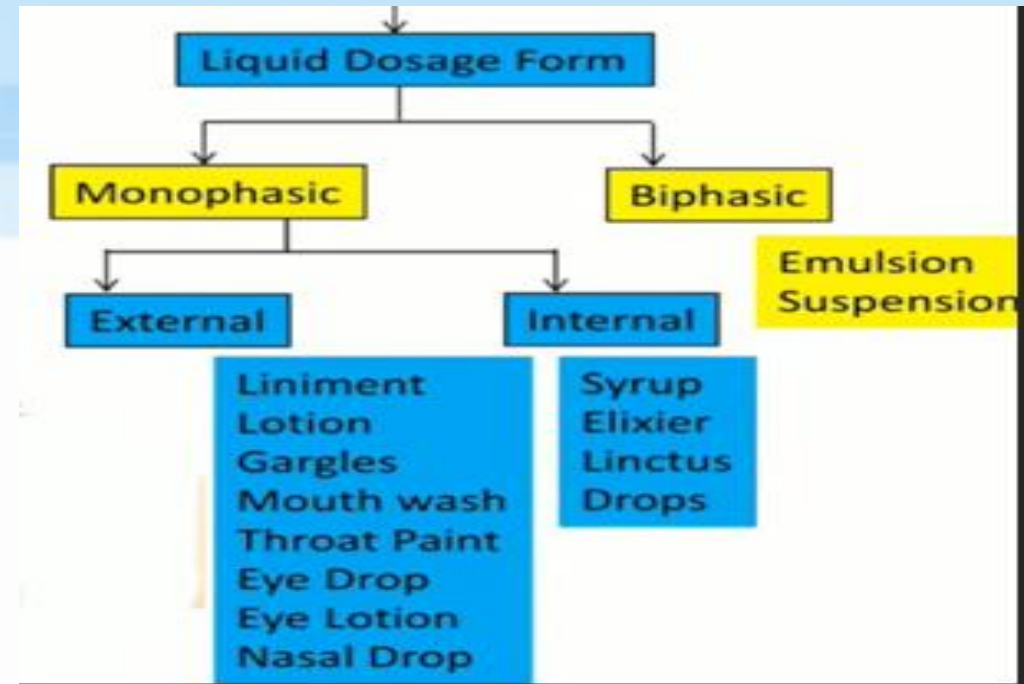 Liquid Dosage Form
Monophasic
Biphasic
Emulsion
Suspension
External
Internal
Liniment
Lotion
Gargles
Mouth wash
Throat Paint
Eye Drop
Eye Lotion
Nasal Drop
Syrup
Elixier
Linctus
Drops